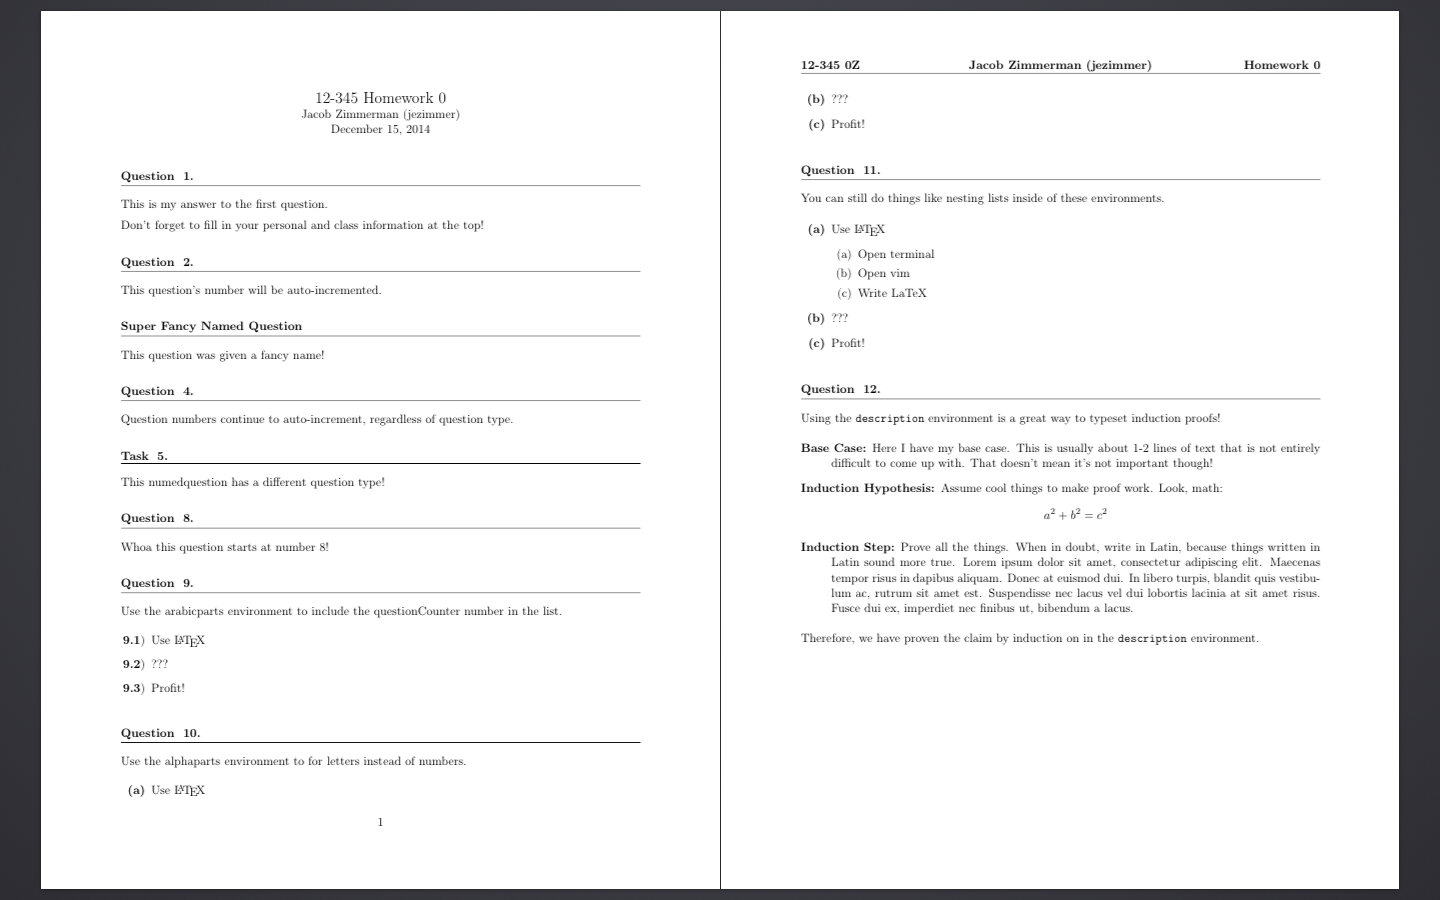 12-345 Homework 0
Jacob Zimmerman (jezimmer)
December 15, 2014
Question 1.
This is my answer to the first question.
Don't forget to fill in your personal and class information at the top!
Question 2.
This question's number will be auto-incremented.
Super Fancy Named Question
This question was given a fancy name!
Question 4.
Question numbers continue to auto-increment, regardless of question type.
Task 5.
This numedquestion has a different question type!
Question 8.
Whoa this question starts at number 8!
Question 9.
Use the arabicparts environment to include the questionCounter number in the list.
9.1) Use LATEX
9.2) ???
9.3) Profit!
Question 10.
Use the alphaparts environment to for letters instead of numbers.
(a) Use LATEX
1
12-345 0Z Jacob Zimmerman (jezimmer) Homework 0
(b) ???
(c) Profit!
Question 11.
You can still do things like nesting lists inside of these environments.
(a) Use LATEX
(a) Open terminal
(b) Open vim
(c) Write LaTeX
(b) ???
(c) Profit!
Question 12.
Using the description environment is a great way to typeset induction proofs!
Base Case: Here I have my base case. This is usually about 1-2 lines of text that is not entirely
difficult to come up with. That doesn't mean it's not important though!
Induction Hypothesis: Assume cool things to make proof work. Look, math:
a² + b² = c²
Induction Step: Prove all the things. When in doubt, write in Latin, because things written in
Latin sound more true. Lorem ipsum dolor sit amet, consectetur adipiscing elit. Maecenas
tempor risus in dapibus aliquam. Donec at euismod dui. In libero turpis, blandit quis vestibu-
lum ac, rutrum sit amet est. Suspendisse nec lacus vel dui lobortis lacinia at sit amet risus.
Fusce dui ex, imperdiet nec finibus ut, bibendum a lacus.
Therefore, we have proven the claim by induction on in the description environment.